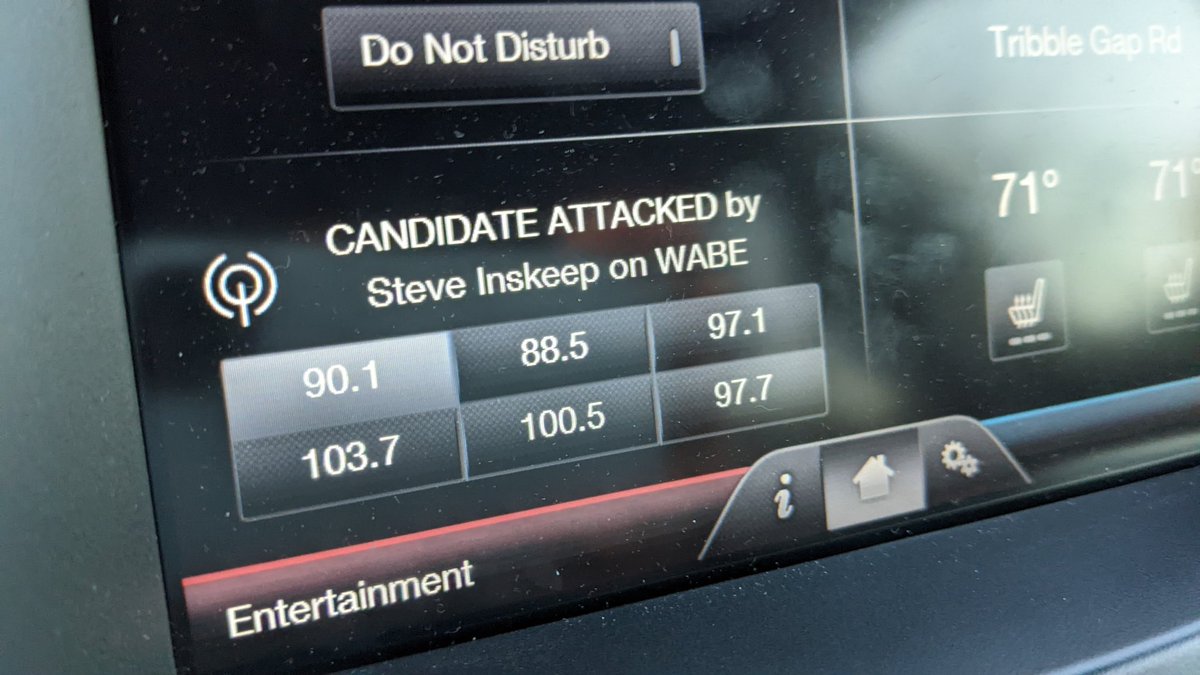 Do Not Disturb
Tribble Gap Rd
CANDIDATE ATTACKED by
Steve Inskeep on WABE
71° 71°
90.1 88.5 97.1
103.7 100.5 97.7
i
Entertainment